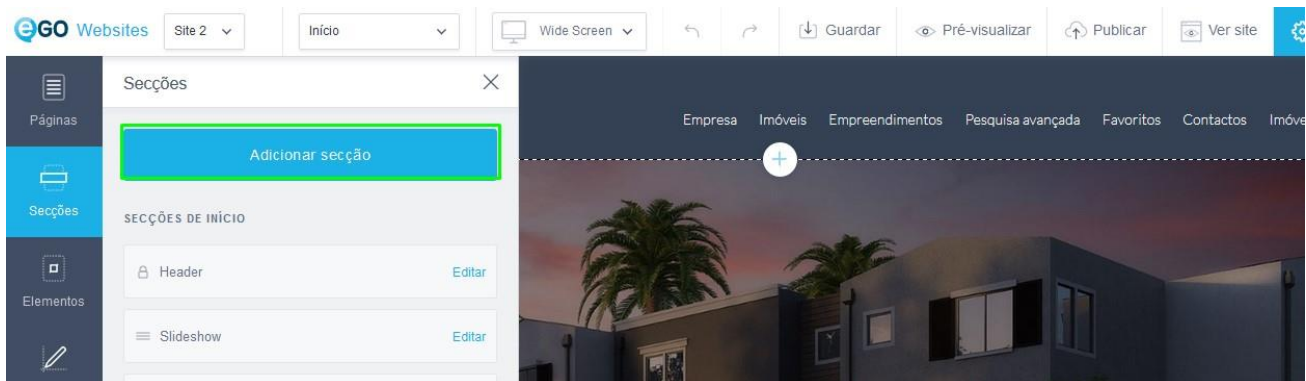 eGO Websites
Site 2
Início
Wide Screen
Guardar
Pré-visualizar
Publicar
Ver site
Páginas
Secções
Elementos
Secções
Adicionar secção
SECÇÕES DE INÍCIO
Header Editar
Slideshow Editar
Empresa Imóveis Empreendimentos Pesquisa avançada Favoritos Contactos Imóve